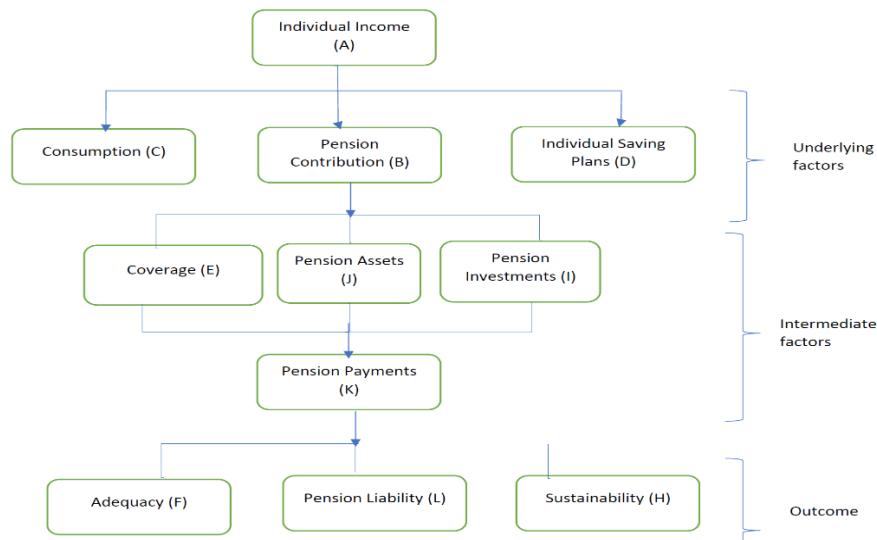 Individual Income
(A)
Consumption (C)
Pension
Contribution (B)
Individual Saving
Plans (D)
Underlying
factors
Coverage (E)
Pension Assets
(J)
Pension
Investments (I)
Intermediate
factors
Pension Payments
(K)
Adequacy (F)
Pension Liability (L)
Sustainability (H)
Outcome